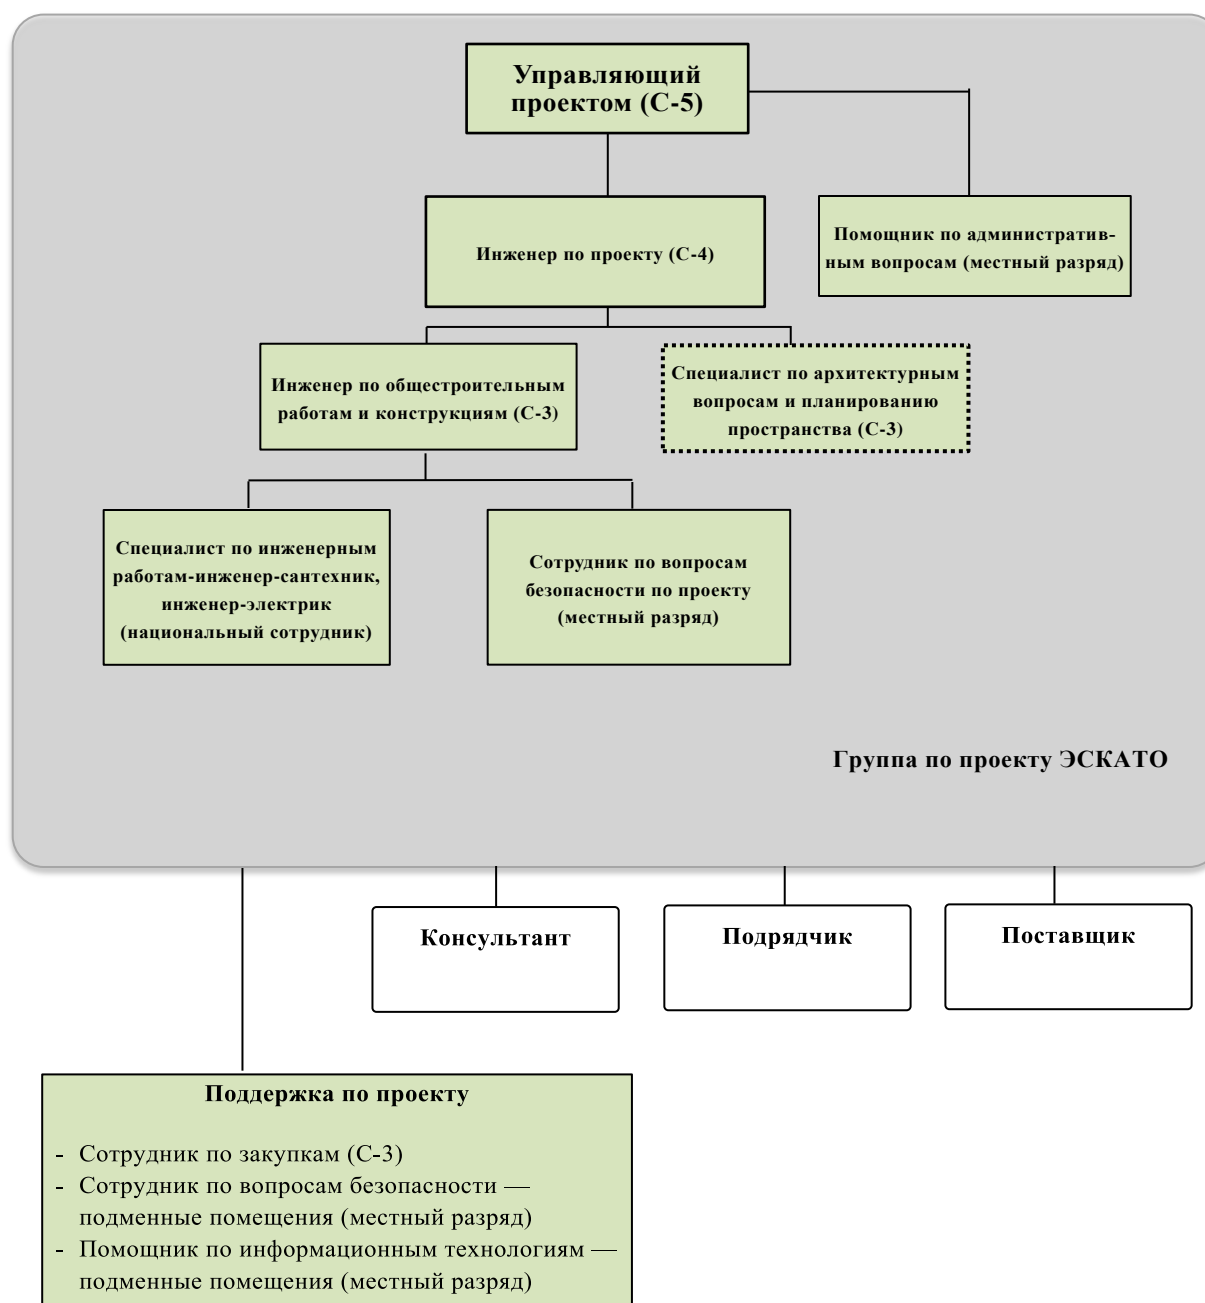 Управляющий
проектом (С-5)
Помощник по административ-
ным вопросам (местный разряд)
Инженер по проекту (С-4)
Инженер по общестроительным
работам и конструкциям (С-3)
Специалист по архитектурным
вопросам и планированию
пространства (С-3)
Специалист по инженерным
работам-инженер-сантехник,
инженер-электрик
(национальный сотрудник)
Сотрудник по вопросам
безопасности по проекту
(местный разряд)
Группа по проекту ЭСКАТО
Консультант
Подрядчик
Поставщик
Поддержка по проекту
- Сотрудник по закупкам (С-3)
- Сотрудник по вопросам безопасности —
подменные помещения (местный разряд)
- Помощник по информационным технологиям —
подменные помещения (местный разряд)